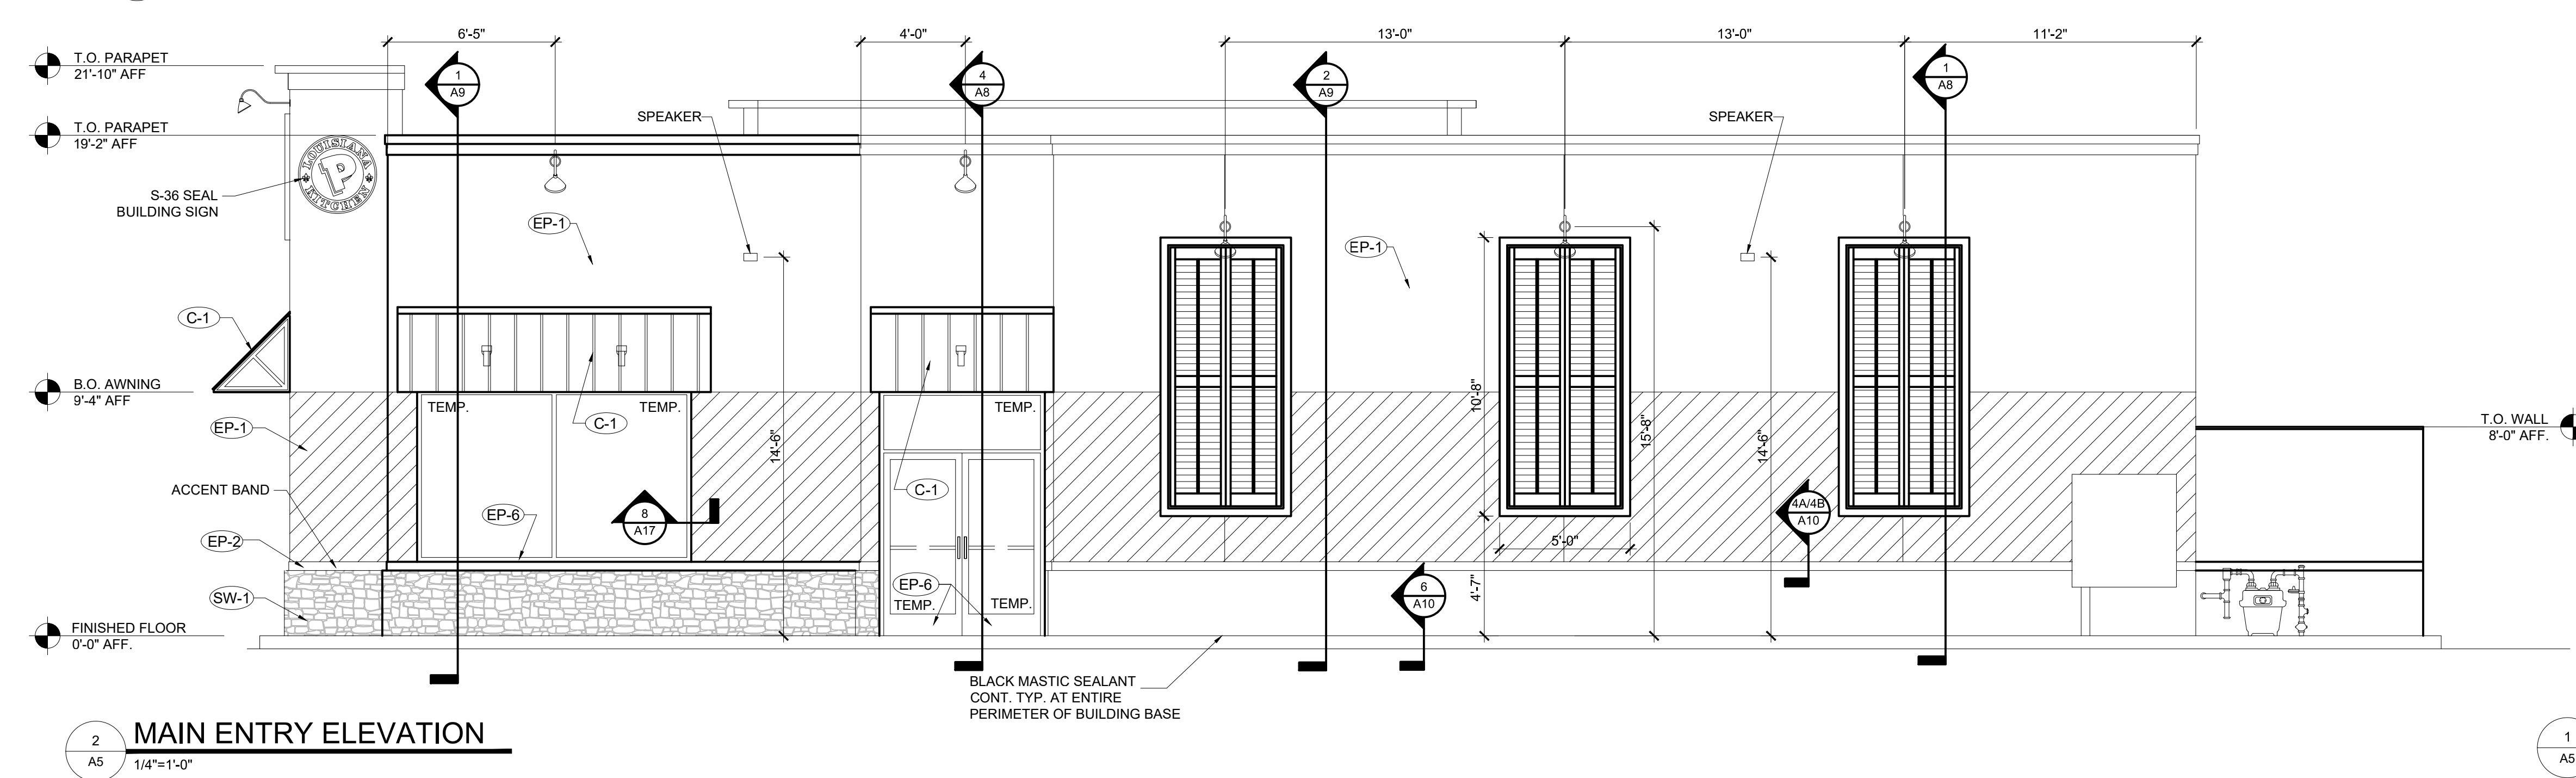 6'-5"
4'-0"
13'-0"
13'-0"
11'-2"
T.O. PARAPET
21'-10" AFF
1
A9
4
A8
2
A9
1
A8
SPEAKER
SPEAKER
T.O. PARAPET
19'-2" AFF
LOUISIANA
P
KITCHEN
S-36 SEAL
BUILDING SIGN
EP-1
EP-1
C-1
B.O. AWNING
9'-4" AFF
TEMP.
TEMP.
C-1
TEMP.
10'-8"
15'-8"
14'-6"
14'-6"
T.O. WALL
8'-0" AFF.
EP-1
ACCENT BAND
C-1
EP-6
8
A17
4A/4B
A10
EP-2
5'-0"
SW-1
EP-6
TEMP.
TEMP.
6
A10
4'-7"
FINISHED FLOOR
0'-0" AFF.
BLACK MASTIC SEALANT
CONT. TYP. AT ENTIRE
PERIMETER OF BUILDING BASE
2
A5
MAIN ENTRY ELEVATION
1/4"=1'-0"
1
A5